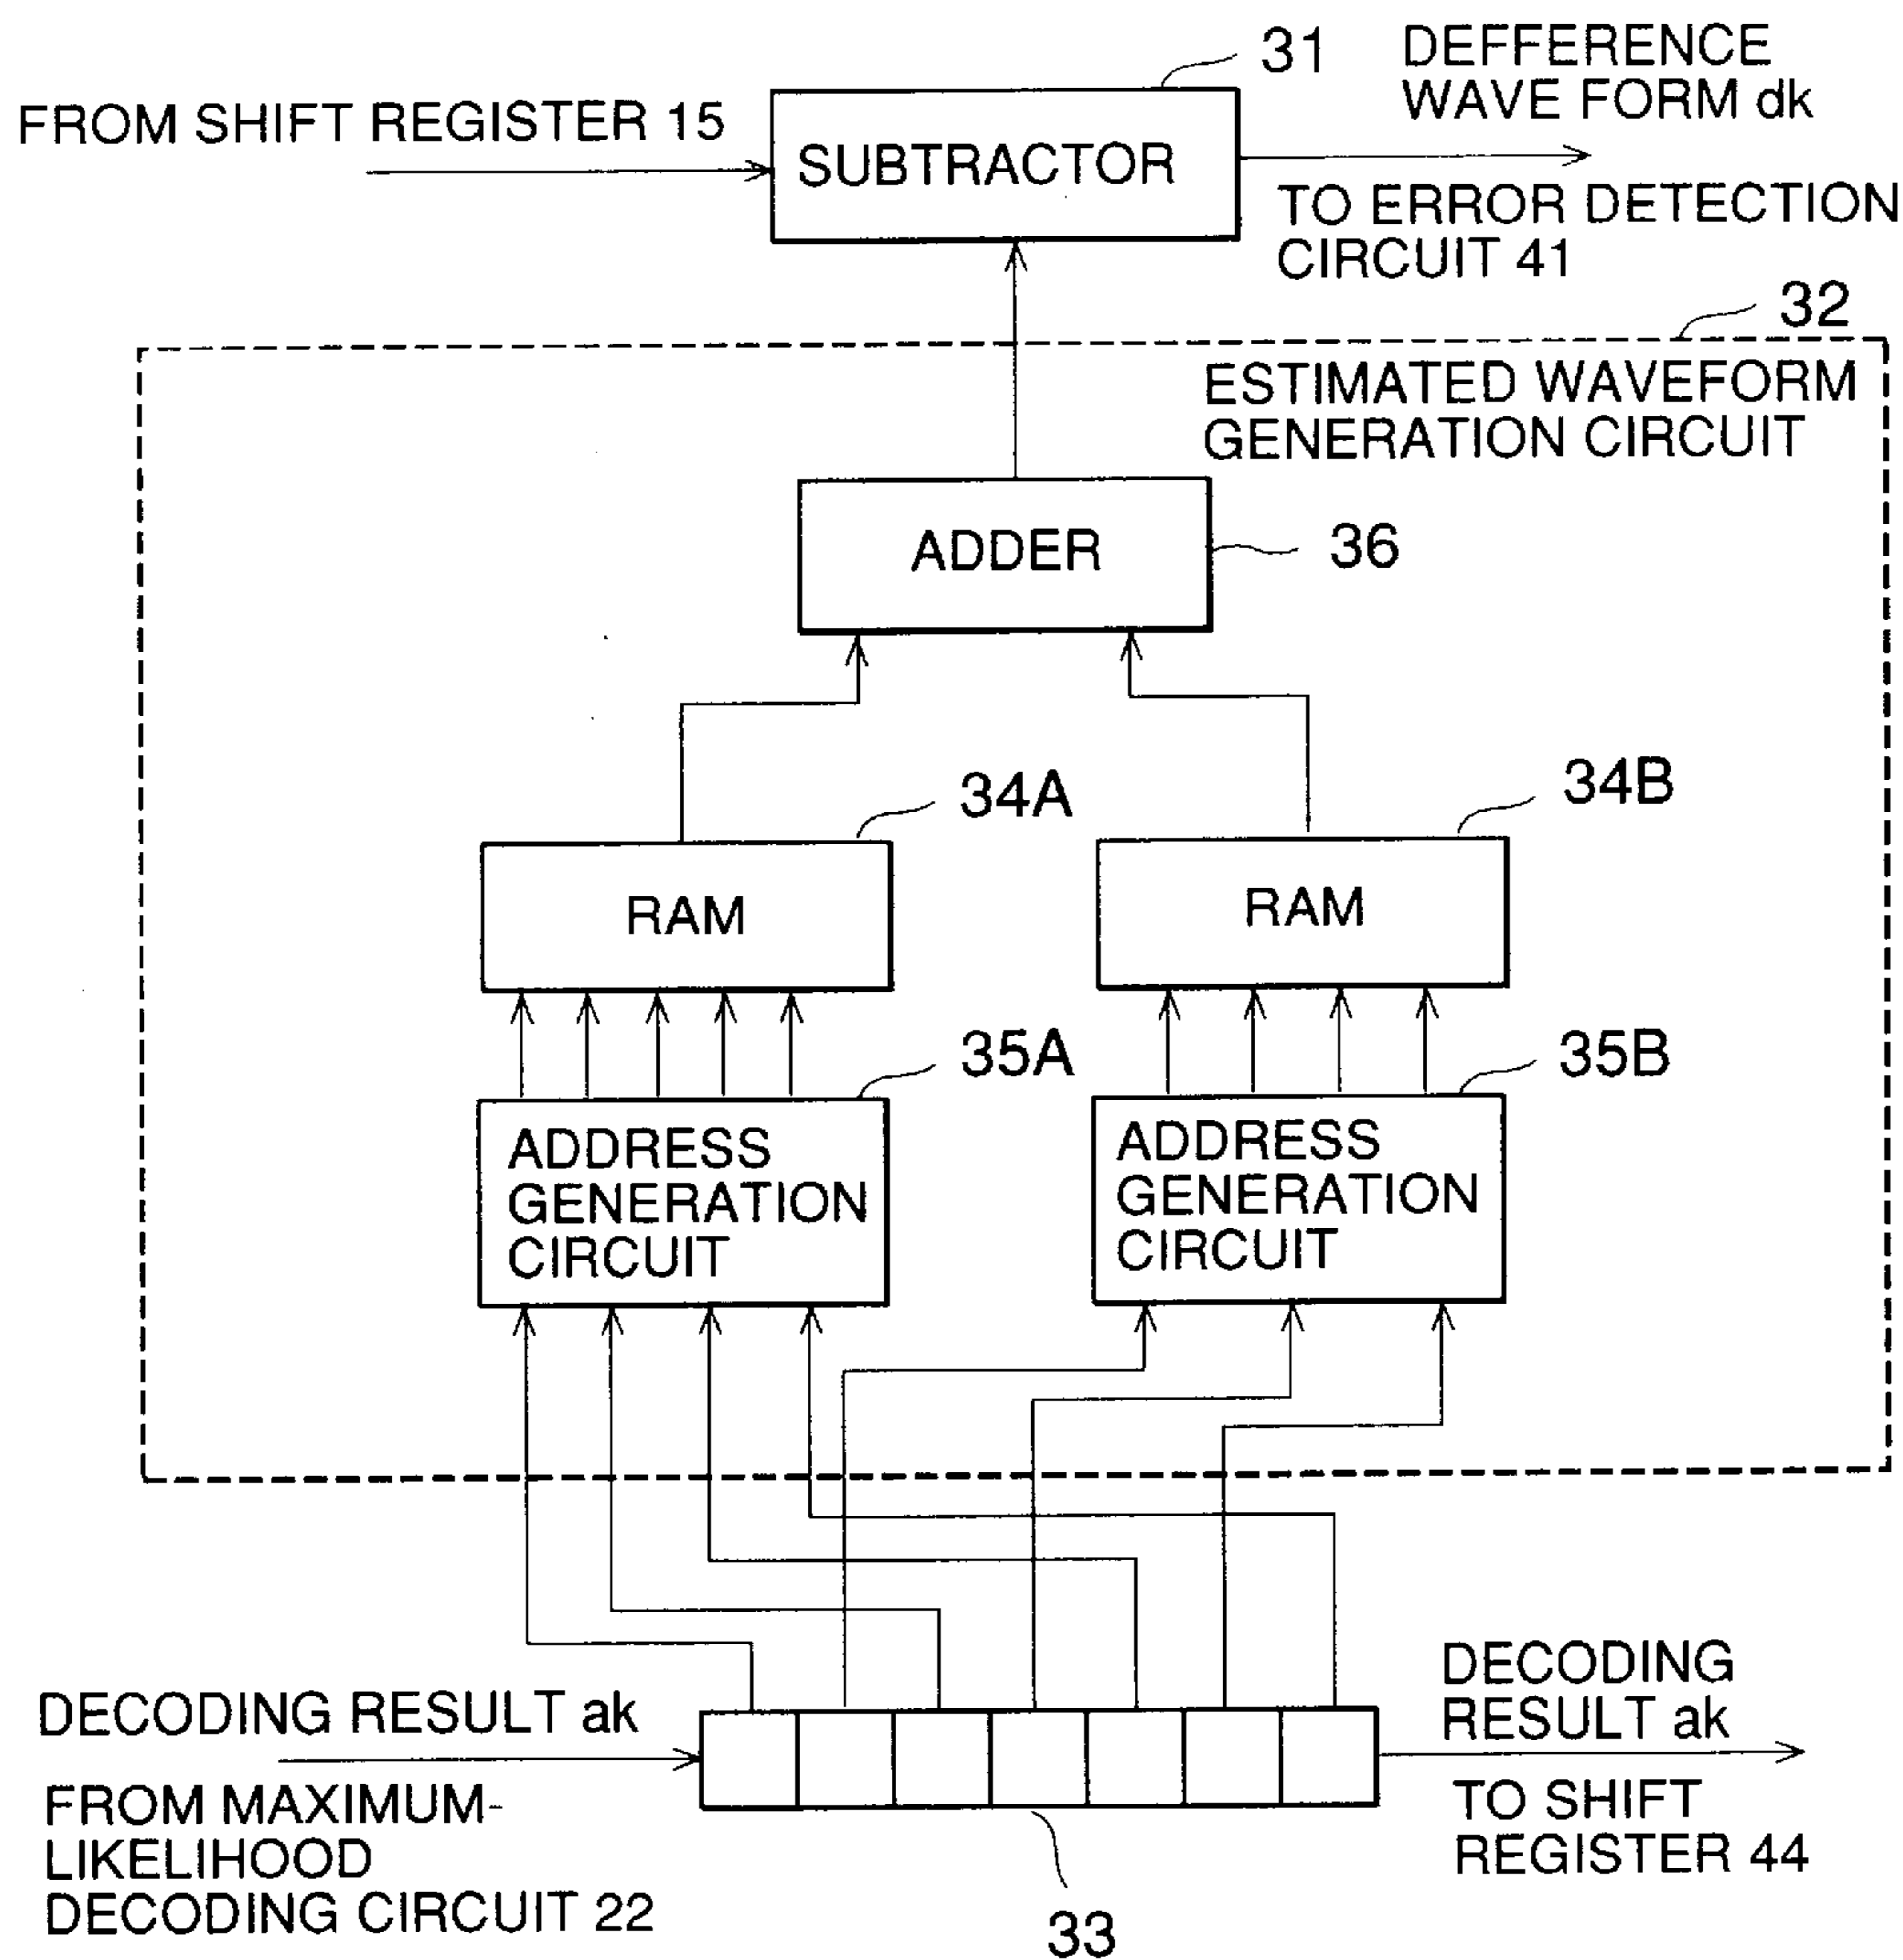 31
DEFFERENCE
WAVE FORM dk
FROM SHIFT REGISTER 15
SUBTRACTOR
TO ERROR DETECTION
CIRCUIT 41
32
ESTIMATED WAVEFORM
GENERATION CIRCUIT
ADDER
36
34A
34B
RAM
RAM
35A
35B
ADDRESS
GENERATION
CIRCUIT
ADDRESS
GENERATION
CIRCUIT
DECODING RESULT ak
FROM MAXIMUM-
LIKELIHOOD
DECODING CIRCUIT 22
DECODING
RESULT ak
TO SHIFT
REGISTER 44
33